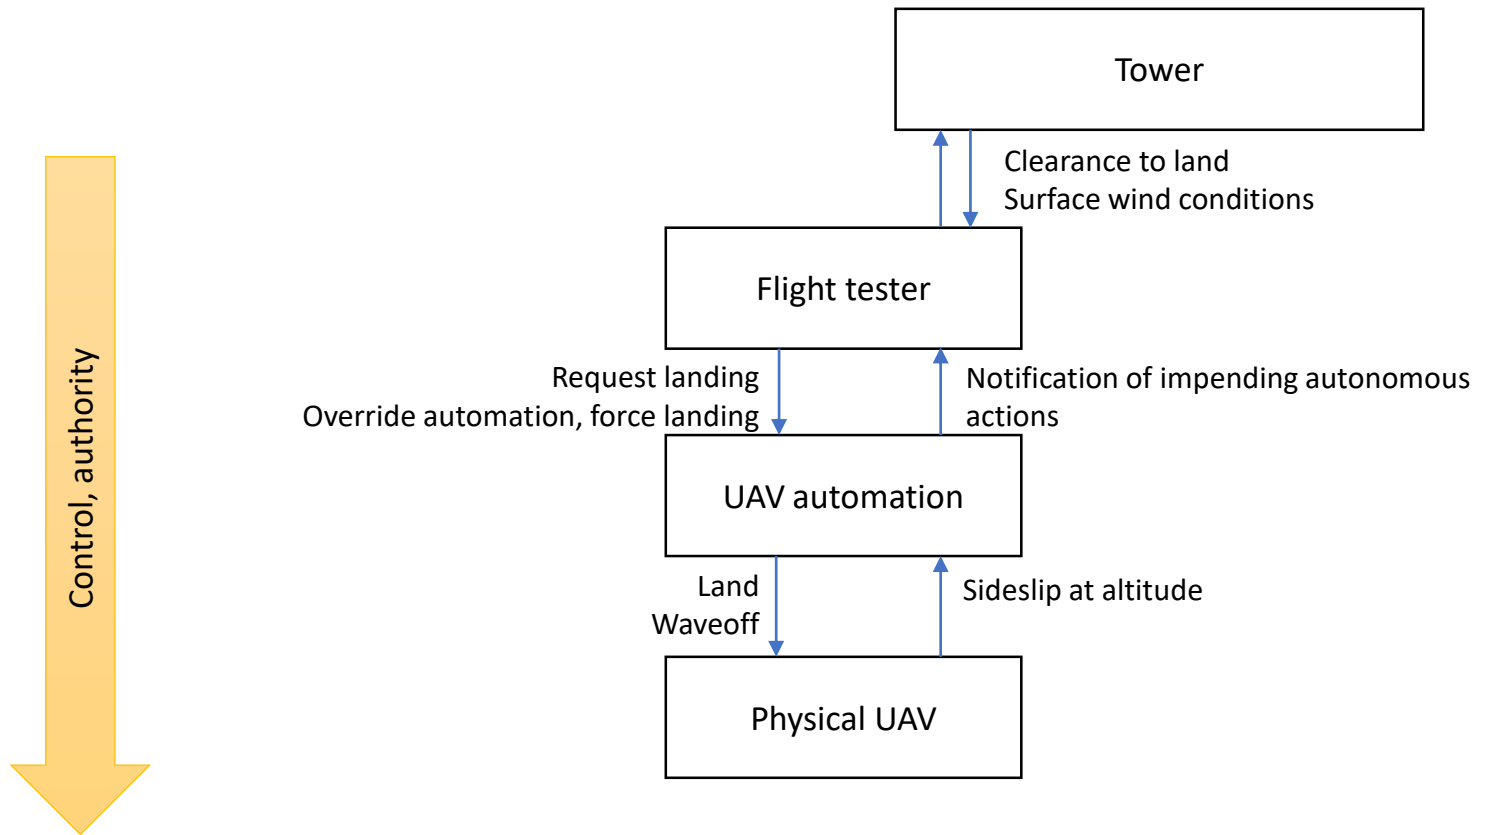 Tower
Clearance to land
Surface wind conditions
Flight tester
Request landing
Override automation, force landing
Notification of impending autonomous
actions
UAV automation
Land
Waveoff
Sideslip at altitude
Physical UAV
Control, authority